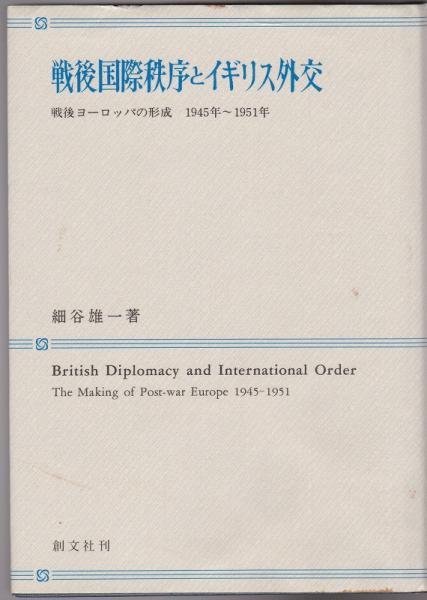 戦後国際秩序とイギリス外交
戦後ヨーロッパの形成　1945年～1951年
細谷雄一著
British Diplomacy and International Order
The Making of Post-war Europe 1945-1951
創文社刊